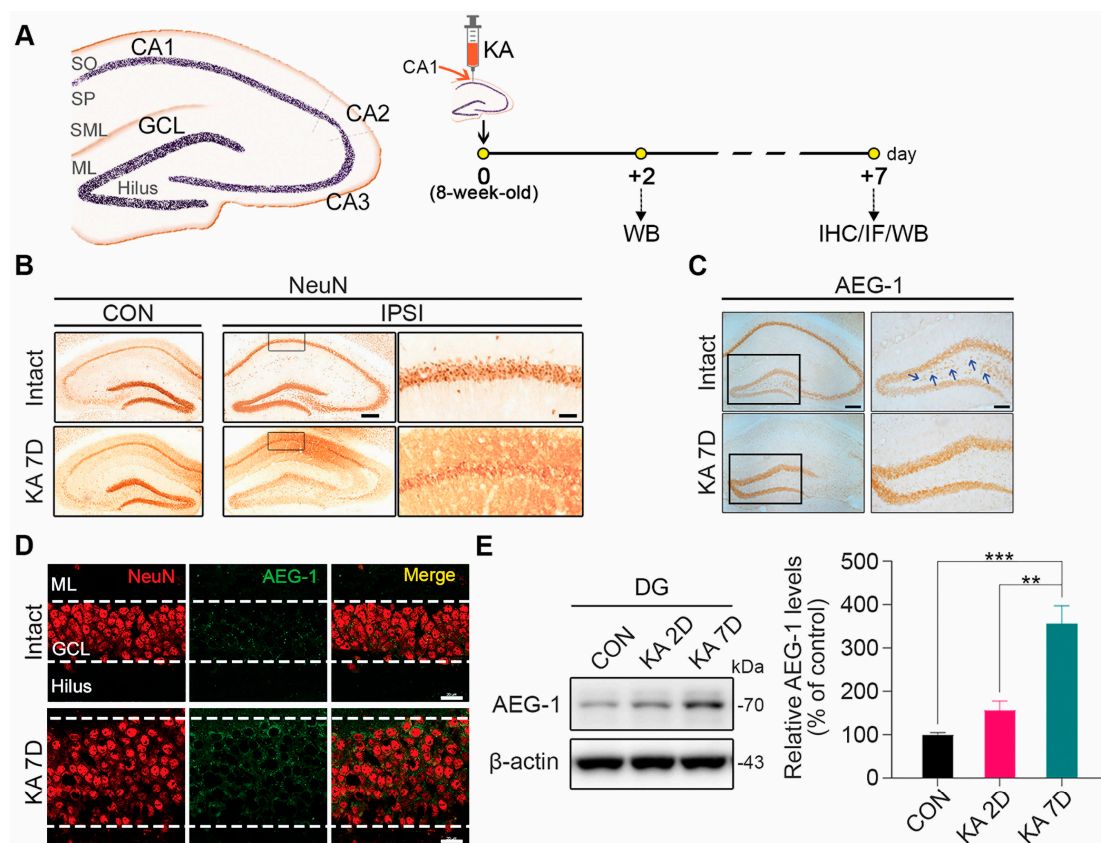 A
CA1
SO
SP
SML
GCL
ML
Hilus
CA2
CA3
KA
CA1
day
0
+2
+7
(8-week-old)
WB
IHC/IF/WB
B
NeuN
CON
IPSI
Intact
KA 7D
C
AEG-1
Intact
KA 7D
D
ML
NeuN
AEG-1
Merge
Intact
GCL
Hilus
KA 7D
E
DG
CON
KA 2D
KA 7D
kDa
AEG-1
-70
β-actin
-43
Relative AEG-1 levels
(% of control)
500
400
300
200
100
0
***
**
CON
KA 2D
KA 7D